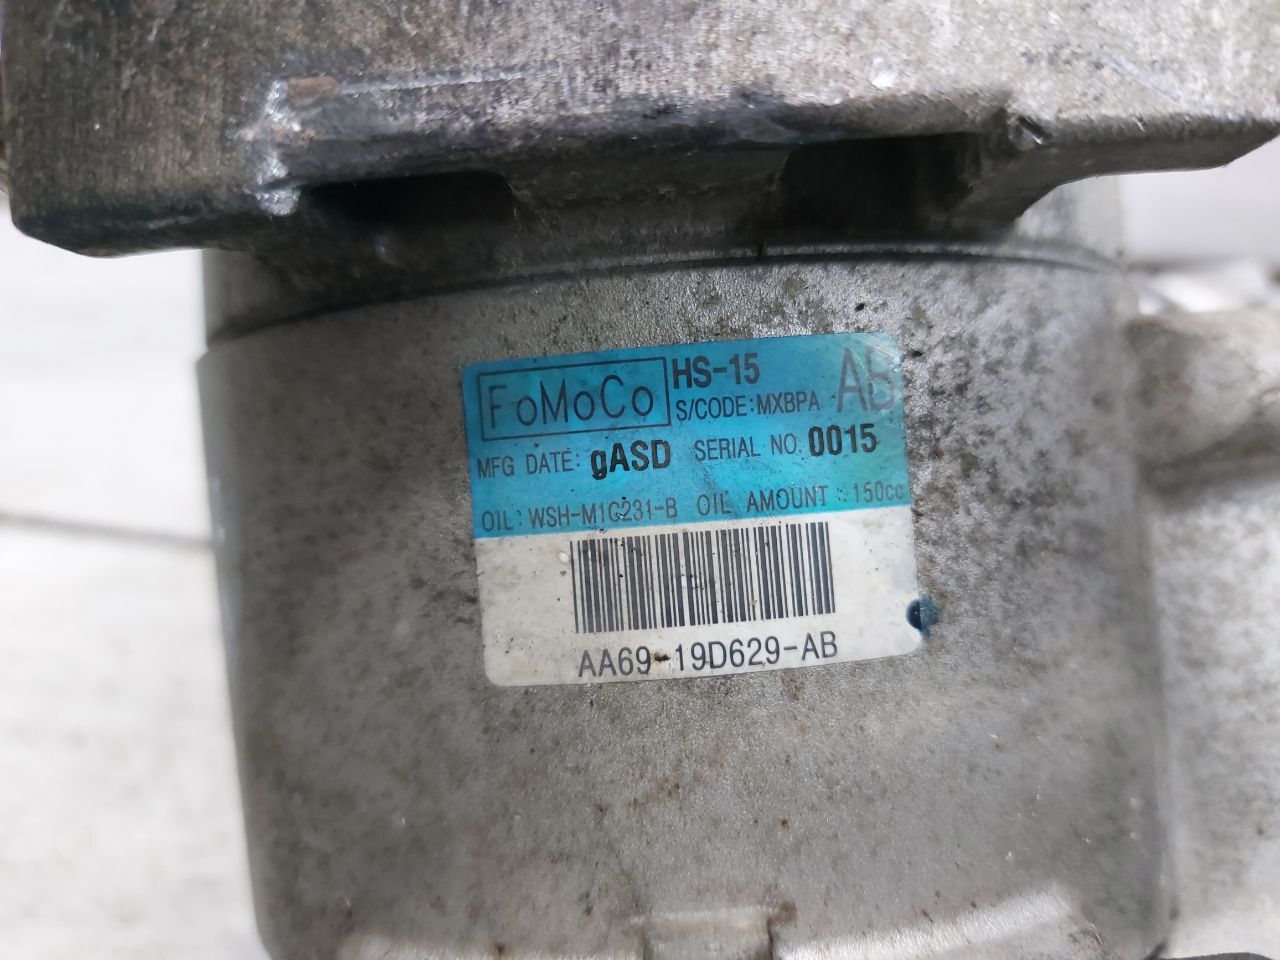 FoMoCo HS-15 AB
S/CODE:MXBPA
MFG DATE: gASD SERIAL NO. 0015
OIL:WSH-M1C231-B OIL AMOUNT : 150cc
AA69-19D629-AB